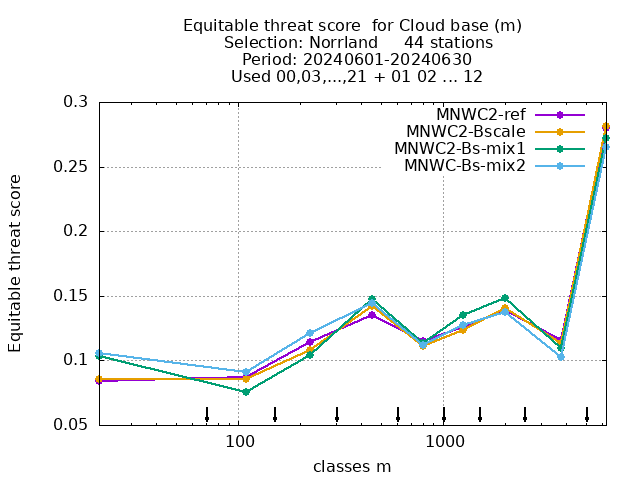 Equitable threat score  for Cloud base (m)
Selection: Norrland     44 stations
Period: 20240601-20240630
Used 00,03,...,21 + 01 02 ... 12
MNWC2-ref
MNWC2-Bscale
MNWC2-Bs-mix1
MNWC-Bs-mix2
Equitable threat score
0.3
0.25
0.2
0.15
0.1
0.05
100
1000
classes m